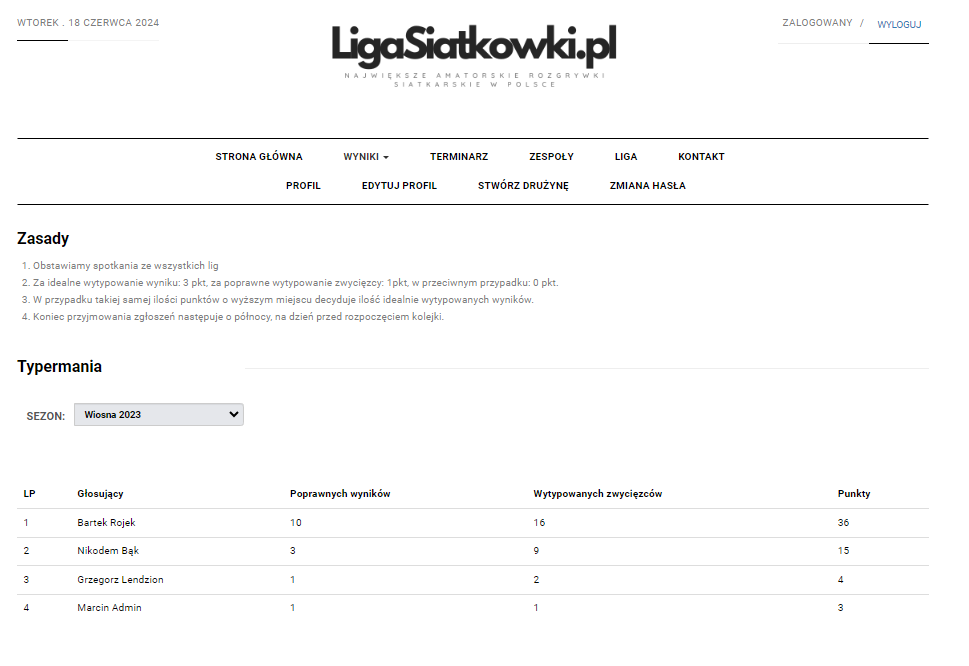 WTOREK . 18 CZERWCA 2024
ZALOGOWANY / WYLOGUJ
LigaSiatkowki.pl
NAJWIĘKSZE AMATORSKIE ROZGRYWKI
SIATKARSKIE W POLSCE
STRONA GŁÓWNA WYNIKI TERMINARZ ZESPOŁY LIGA KONTAKT
PROFIL EDYTUJ PROFIL STWÓRZ DRUŻYNĘ ZMIANA HASŁA
Zasady
1. Obstawiamy spotkania ze wszystkich lig
2. Za idealne wytypowanie wyniku: 3 pkt, za poprawne wytypowanie zwycięzcy: 1pkt, w przeciwnym przypadku: 0 pkt.
3. W przypadku takiej samej ilości punktów o wyższym miejscu decyduje ilość idealnie wytypowanych wyników.
4. Koniec przyjmowania zgłoszeń następuje o północy, na dzień przed rozpoczęciem kolejki.
Typermania
SEZON: Wiosna 2023
LP Głosujący Poprawnych wyników Wytypowanych zwycięzców Punkty
1 Bartek Rojek 10 16 36
2 Nikodem Bąk 3 9 15
3 Grzegorz Lendzion 1 2 4
4 Marcin Admin 1 1 3